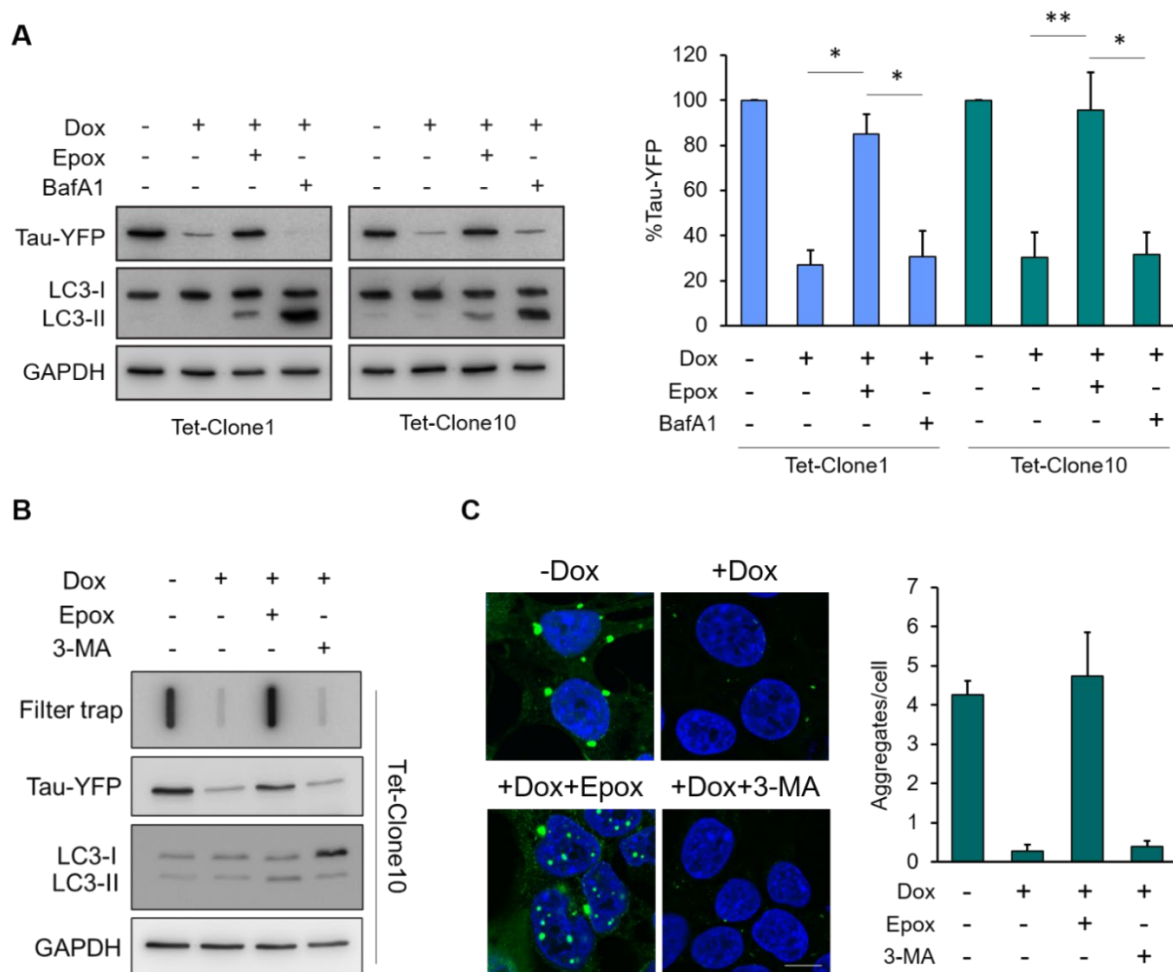 A
Dox - + + + - + + +
Epox - - + - - - + -
BafA1 - - - + - - - +
Tau-YFP
LC3-I
LC3-II
GAPDH
Tet-Clone1 Tet-Clone10
** 
* * *
%Tau-YFP
120
100
80
60
40
20
0
Dox - + + + - + + +
Epox - - + - - - + -
BafA1 - - - + - - - +
Tet-Clone1 Tet-Clone10
B
Dox - + + +
Epox - - + -
3-MA - - - +
Filter trap
Tau-YFP
LC3-I
LC3-II
GAPDH
Tet-Clone10
C
-Dox +Dox
+Dox+Epox +Dox+3-MA
Aggregates/cell
7
6
5
4
3
2
1
0
Dox - + + +
Epox - - + -
3-MA - - - +